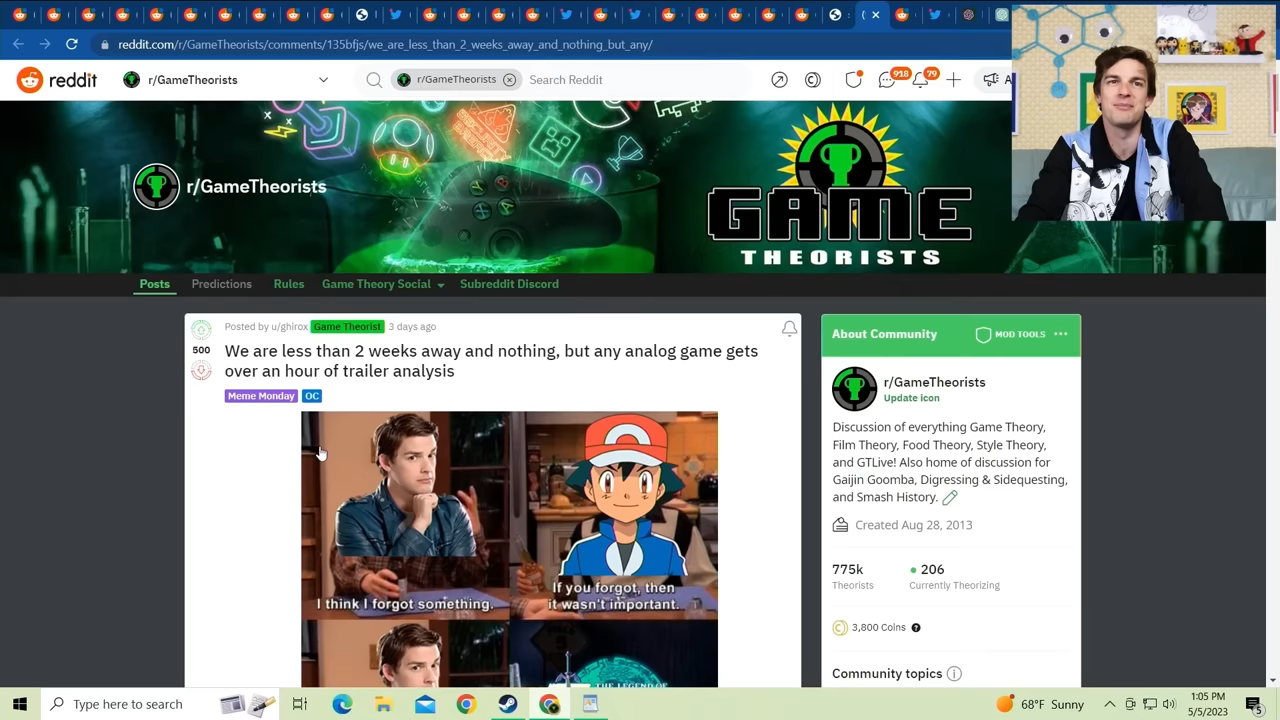 reddit.com/r/GameTheorists/comments/135bfjs/we_are_less_than_2_weeks_away_and_nothing_but_any/
reddit
r/GameTheorists
r/GameTheorists
Search Reddit
918
79
A
r/GameTheorists
GAME
THEORISTS
Posts
Predictions
Rules
Game Theory Social
Subreddit Discord
Posted by u/ghirox Game Theorist 3 days ago
500
We are less than 2 weeks away and nothing, but any analog game gets
over an hour of trailer analysis
Meme Monday
OC
I think I forgot something.
If you forgot, then
it wasn't important.
THE LEGEND OF
About Community
MOD TOOLS
r/GameTheorists
Update icon
Discussion of everything Game Theory,
Film Theory, Food Theory, Style Theory,
and GTLive! Also home of discussion for
Gaijin Goomba, Digressing & Sidequesting,
and Smash History.
Created Aug 28, 2013
775k
Theorists
206
Currently Theorizing
3,800 Coins
Community topics
Type here to search
68°F Sunny
1:05 PM
5/5/2023
5